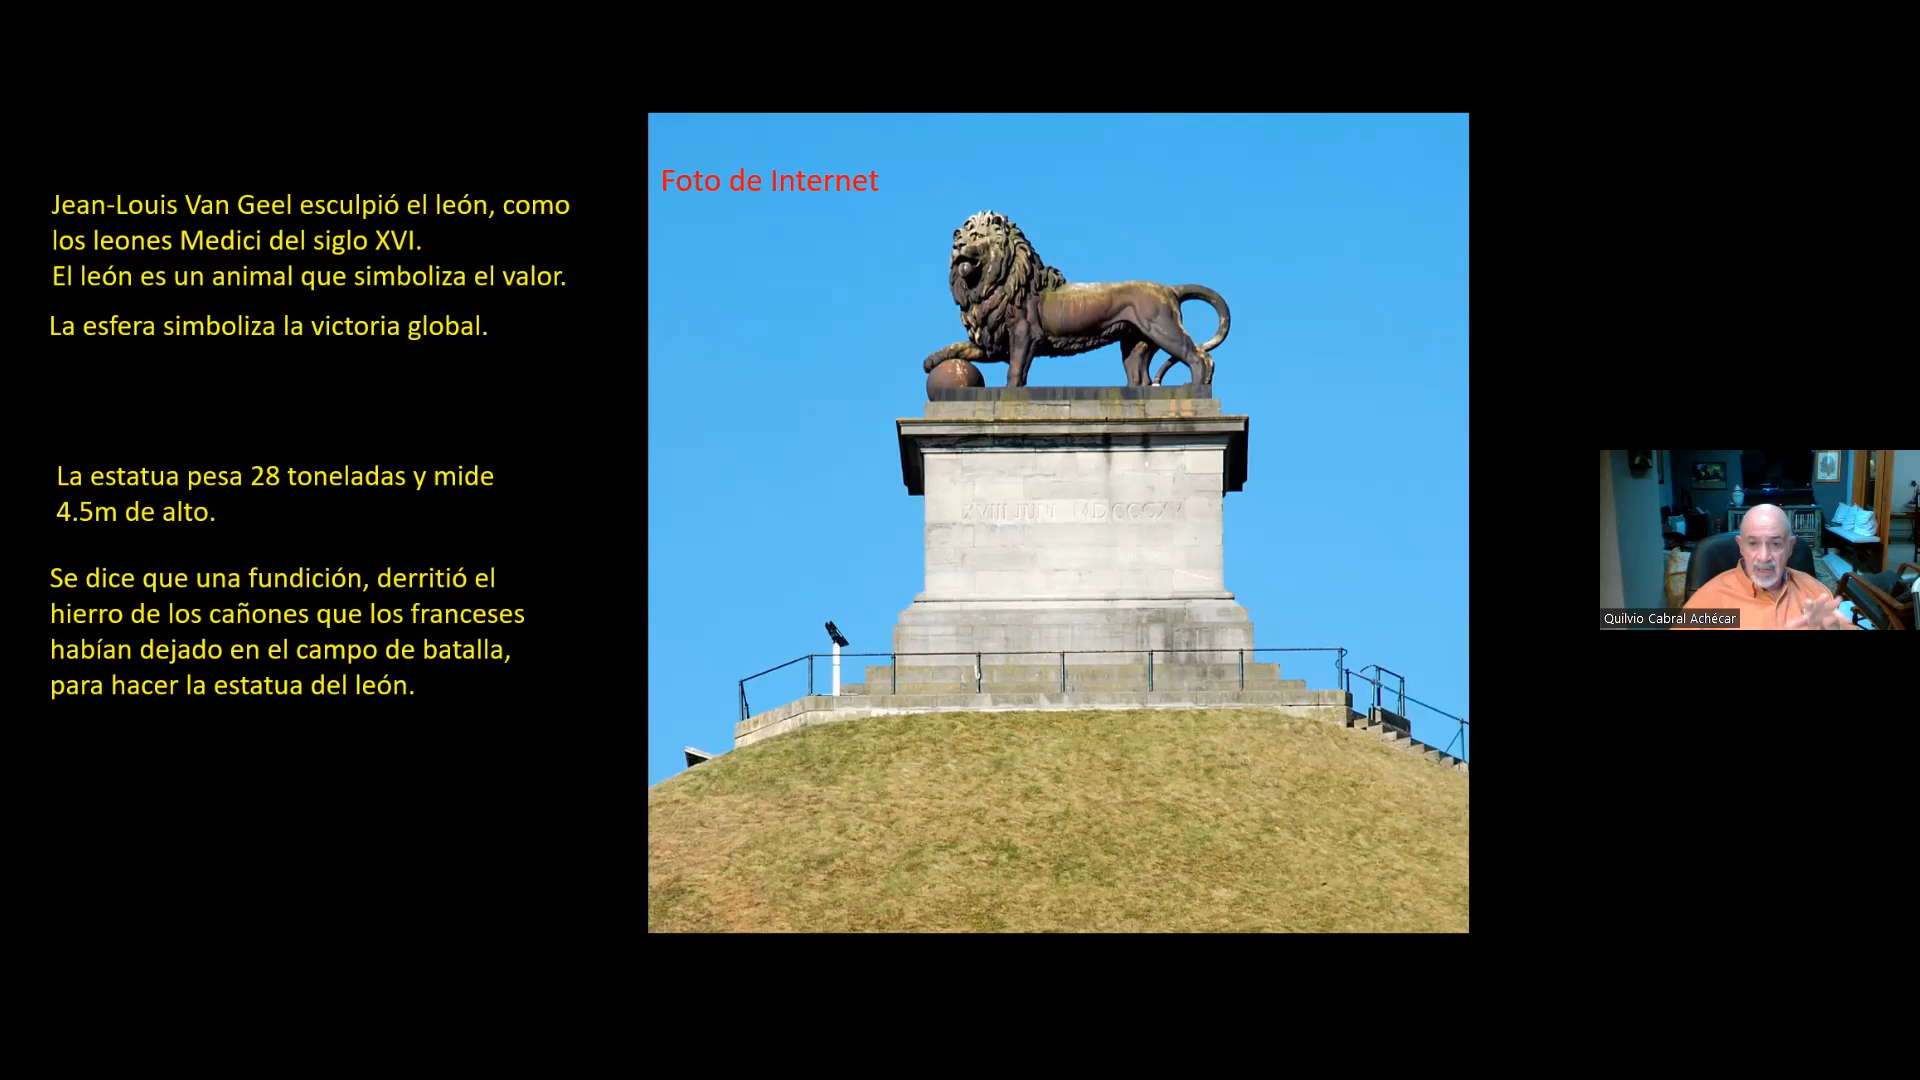 Jean-Louis Van Geel esculpió el león, como
los leones Medici del siglo XVI.
El león es un animal que simboliza el valor.
La esfera simboliza la victoria global.
La estatua pesa 28 toneladas y mide
4.5m de alto.
Se dice que una fundición, derritió el
hierro de los cañones que los franceses
habían dejado en el campo de batalla,
para hacer la estatua del león.
Foto de Internet
XVIII JUNI MDCCCXV
Quilvio Cabral Achécar